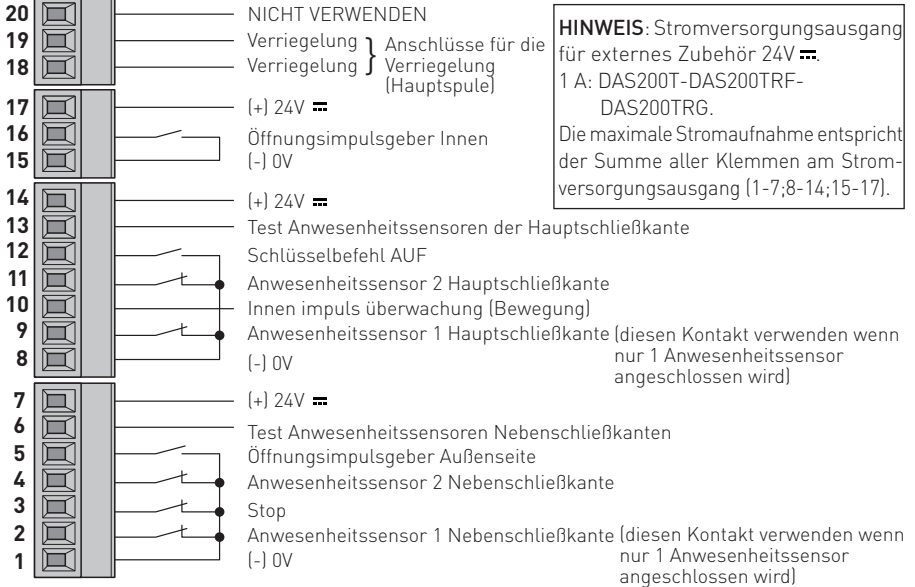 20 NICHT VERWENDEN
19 Verriegelung } Anschlüsse für die
18 Verriegelung Verriegelung
(Hauptspule)
17 (+) 24V
16 Öffnungsimpulsgeber Innen
15 (-) 0V
HINWEIS: Stromversorgungsausgang
für externes Zubehör 24V .
1 A: DAS200T-DAS200TRF-
DAS200TRG.
Die maximale Stromaufnahme entspricht
der Summe aller Klemmen am Strom-
versorgungsausgang (1-7;8-14;15-17).
14 (+) 24V
13 Test Anwesenheitssensoren der Hauptschließkante
12 Schlüsselbefehl AUF
11 Anwesenheitssensor 2 Hauptschließkante
10 Innen impuls überwachung (Bewegung)
9 Anwesenheitssensor 1 Hauptschließkante (diesen Kontakt verwenden wenn
nur 1 Anwesenheitssensor
angeschlossen wird)
8 (-) 0V
7 (+) 24V
6 Test Anwesenheitssensoren Nebenschließkanten
5 Öffnungsimpulsgeber Außenseite
4 Anwesenheitssensor 2 Nebenschließkante
3 Stop
2 Anwesenheitssensor 1 Nebenschließkante (diesen Kontakt verwenden wenn
nur 1 Anwesenheitssensor
angeschlossen wird)
1 (-) 0V